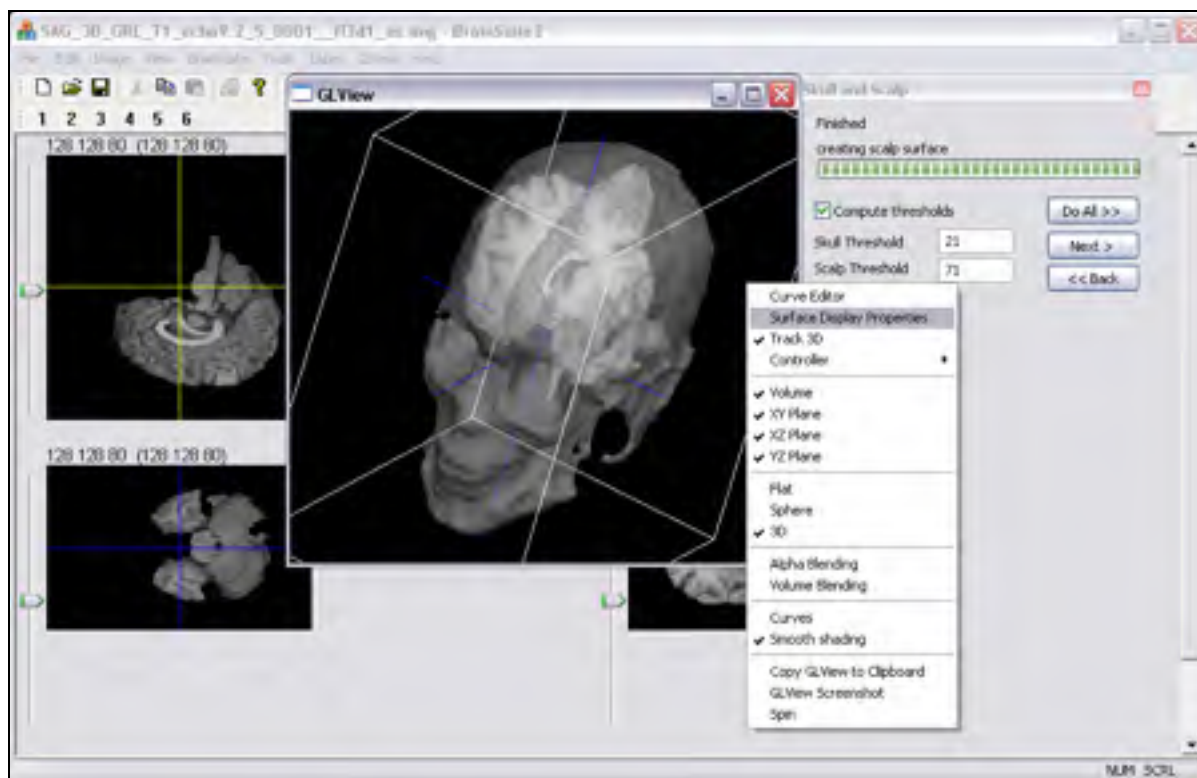 GLView
Skull and Scalp
1 2 3 4 5 6
Finished
creating scalp surface
128 128 80 (128 128 80)
Compute thresholds
Do All >>
Skull Threshold 21
Next >
Scalp Threshold 71
<< Back
Curve Editor
Surface Display Properties
Track 3D
Controller
Volume
XY Plane
XZ Plane
YZ Plane
128 128 80 (128 128 80)
Flat
Sphere
3D
Alpha Blending
Volume Blending
Curves
Smooth shading
Copy GLView to Clipboard
GLView Screenshot
Spin
NUM SCRL